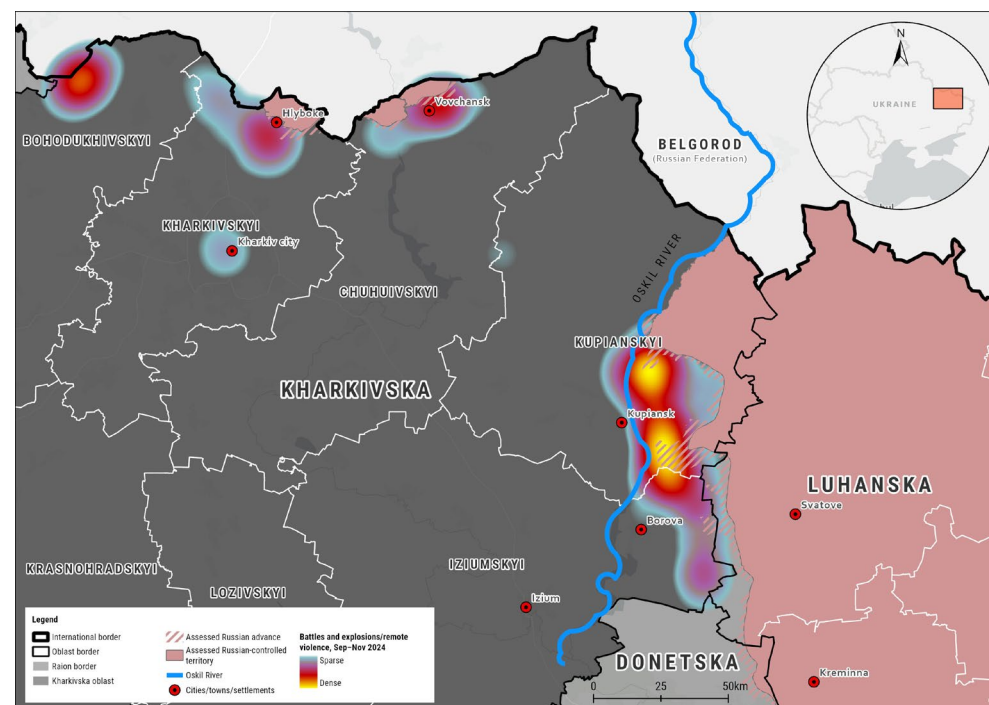 N
UKRAINE
BELGOROD
(Russian Federation)
Hlyboke
Vovchansk
BOHODUKHIVSKYI
KHARKIVSKYI
Kharkiv city
OSKIL RIVER
CHUHUIVSKYI
KUPIANSKYI
KHARKIVSKA
Kupiansk
LUHANSKA
Svatove
Borova
KRASNOHRADSKYI
LOZIVSKYI
IZIUMSKYI
Izium
DONETSKA
Kreminna
0 25 50km
Legend
International border
Oblast border
Raion border
Kharkivska oblast
Assessed Russian advance
Assessed Russian-controlled
territory
Oskil River
Cities/towns/settlements
Battles and explosions/remote
violence, Sep–Nov 2024
Sparse
Dense